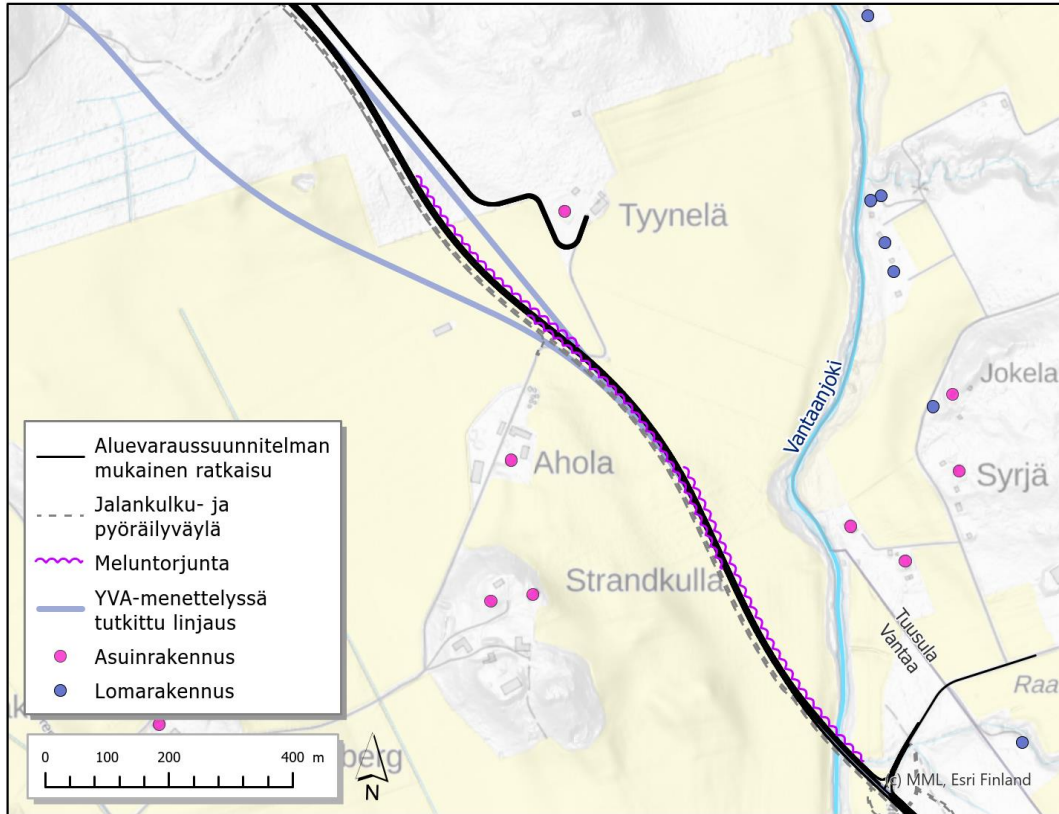 Tyynelä
Vantaanjoki
Jokela
Ahola
Syrjä
Strandkulla
Tuusula
Vantaa
Raa
berg
Aluevaraussuunnitelman
mukainen ratkaisu
Jalankulku- ja
pyöräilyväylä
Meluntorjunta
YVA-menettelyssä
tutkittu linjaus
Asuinrakennus
Lomarakennus
0 100 200 400 m
N
(c) MML, Esri Finland